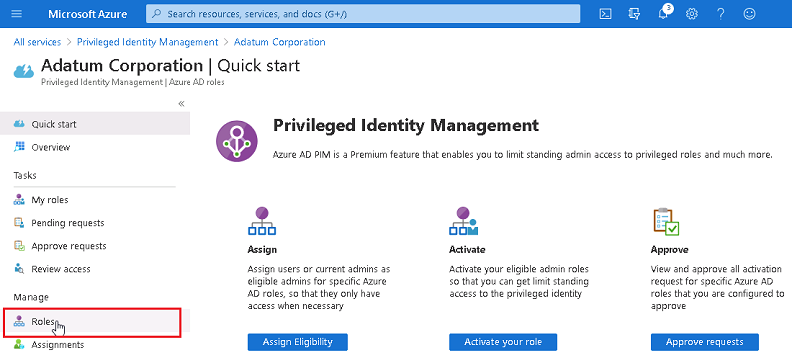 Microsoft Azure
Search resources, services, and docs (G+/)
3
All services > Privileged Identity Management > Adatum Corporation >
Adatum Corporation | Quick start
Privileged Identity Management | Azure AD roles
«
Quick start
Overview
Tasks
My roles
Pending requests
Approve requests
Review access
Manage
Roles
Assignments
Privileged Identity Management
Azure AD PIM is a Premium feature that enables you to limit standing admin access to privileged roles and much more.
Assign
Assign users or current admins as
eligible admins for specific Azure
AD roles, so that they only have
access when necessary
Assign Eligibility
Activate
Activate your eligible admin roles
so that you can get limit standing
access to the privileged identity
Activate your role
Approve
View and approve all activation
request for specific Azure AD
roles that you are configured to
approve
Approve requests